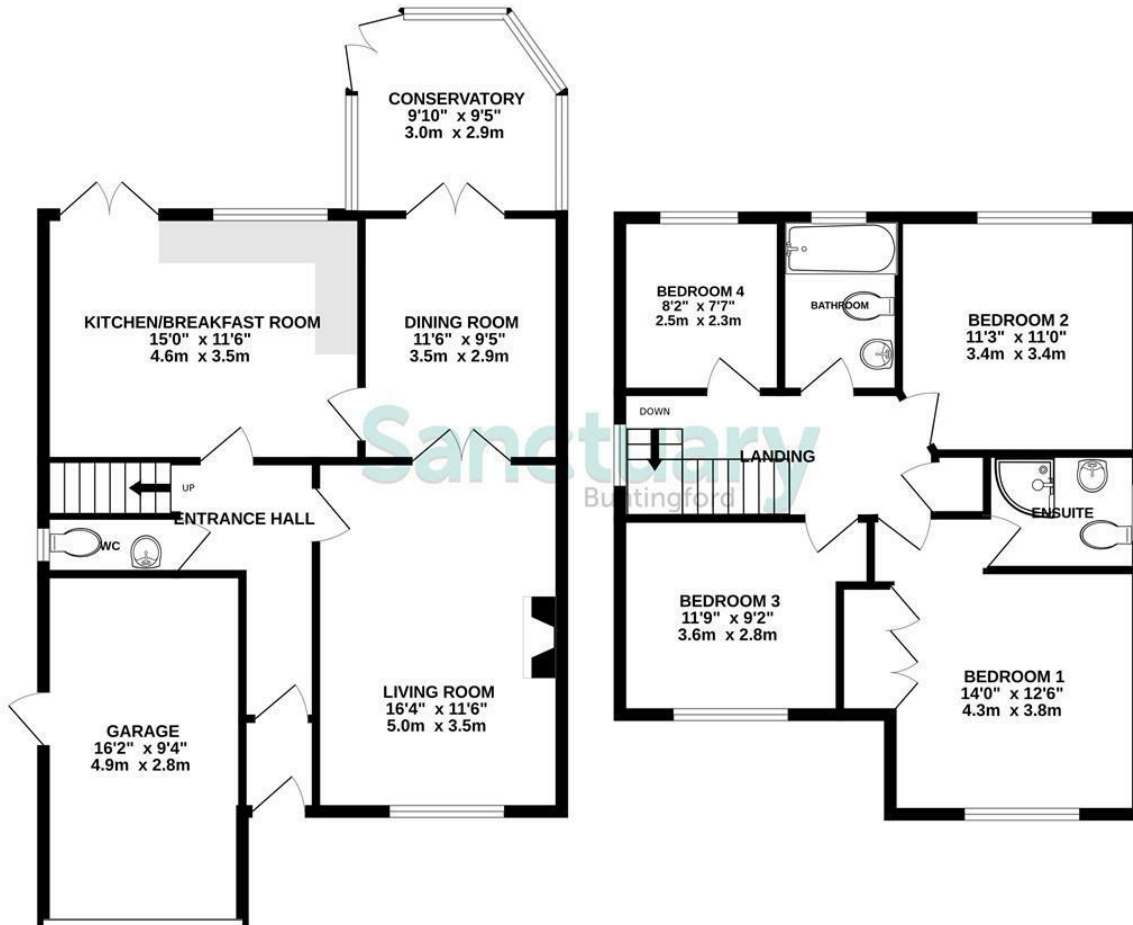 CONSERVATORY
9'10" x 9'5"
3.0m x 2.9m
KITCHEN/BREAKFAST ROOM
15'0" x 11'6"
4.6m x 3.5m
DINING ROOM
11'6" x 9'5"
3.5m x 2.9m
UP
ENTRANCE HALL
WC
LIVING ROOM
16'4" x 11'6"
5.0m x 3.5m
GARAGE
16'2" x 9'4"
4.9m x 2.8m
BEDROOM 4
8'2" x 7'7"
2.5m x 2.3m
BATHROOM
BEDROOM 2
11'3" x 11'0"
3.4m x 3.4m
DOWN
LANDING
ENSUITE
BEDROOM 3
11'9" x 9'2"
3.6m x 2.8m
BEDROOM 1
14'0" x 12'6"
4.3m x 3.8m
Sanctuary
Buntingford